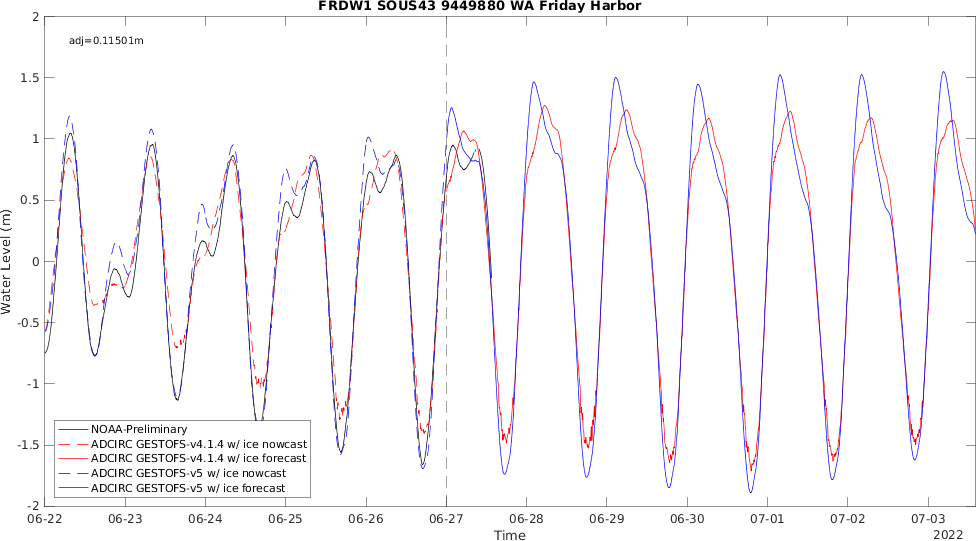 FRDW1 SOUS43 9449880 WA Friday Harbor
adj=0.11501m
2
1.5
1
0.5
0
-0.5
-1
-1.5
-2
Water Level (m)
NOAA-Preliminary
ADCIRC GESTOFS-v4.1.4 w/ ice nowcast
ADCIRC GESTOFS-v4.1.4 w/ ice forecast
ADCIRC GESTOFS-v5 w/ ice nowcast
ADCIRC GESTOFS-v5 w/ ice forecast
06-22 06-23 06-24 06-25 06-26 06-27 06-28 06-29 06-30 07-01 07-02 07-03
Time
2022